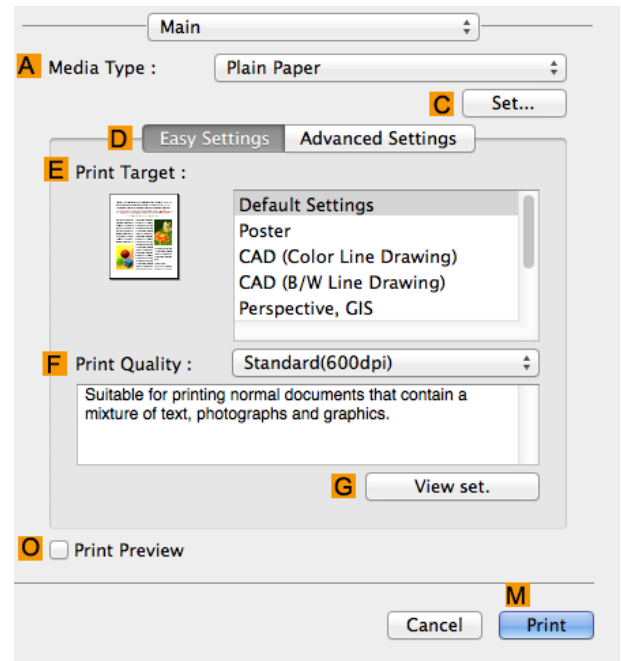 Main
A Media Type : Plain Paper
C Set...
D Easy Settings Advanced Settings
E Print Target :
Default Settings
Poster
CAD (Color Line Drawing)
CAD (B/W Line Drawing)
Perspective, GIS
F Print Quality : Standard(600dpi)
Suitable for printing normal documents that contain a
mixture of text, photographs and graphics.
G View set.
O Print Preview
M
Cancel Print